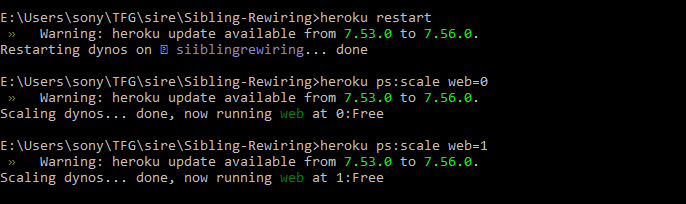 E:\Users\sony\TFG\sire\Sibling-Rewiring>heroku restart
» Warning: heroku update available from 7.53.0 to 7.56.0.
Restarting dynos on ⍰ siiblingrewiring... done
E:\Users\sony\TFG\sire\Sibling-Rewiring>heroku ps:scale web=0
» Warning: heroku update available from 7.53.0 to 7.56.0.
Scaling dynos... done, now running web at 0:Free
E:\Users\sony\TFG\sire\Sibling-Rewiring>heroku ps:scale web=1
» Warning: heroku update available from 7.53.0 to 7.56.0.
Scaling dynos... done, now running web at 1:Free